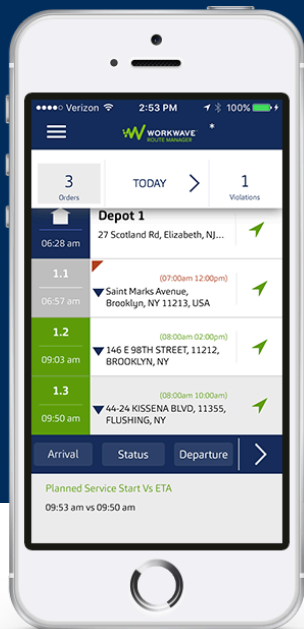 Verizon 2:53 PM 100%
WORKWAVE
ROUTE MANAGER
*
3 TODAY 1
Orders Violations
Depot 1
06:28 am 27 Scotland Rd, Elizabeth, NJ...
1.1 (07:00am 12:00pm)
06:57 am Saint Marks Avenue,
Brooklyn, NY 11213, USA
1.2 (08:00am 02:00pm)
09:03 am 146 E 98TH STREET, 11212,
BROOKLYN, NY
1.3 (08:00am 10:00am)
09:50 am 44-24 KISSENA BLVD, 11355,
FLUSHING, NY
Arrival Status Departure
Planned Service Start Vs ETA
09:53 am vs 09:50 am